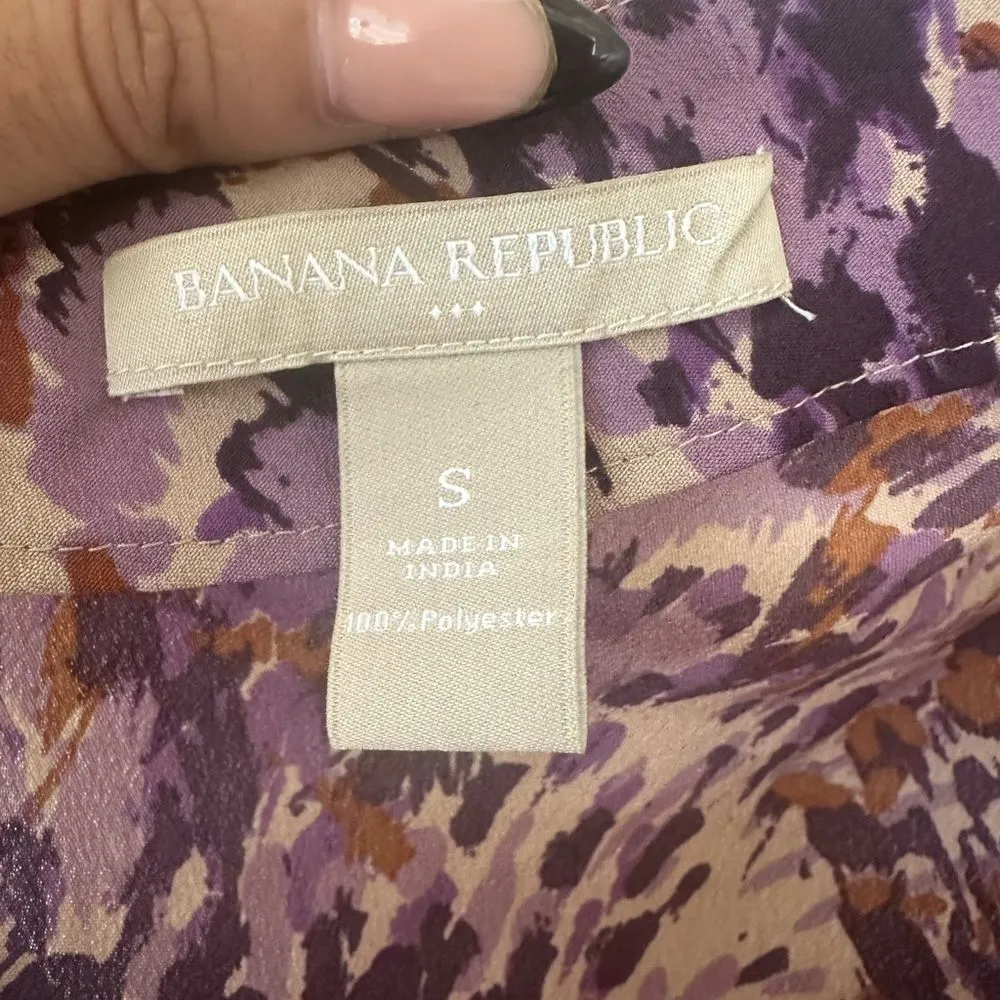 BANANA REPUBLIC
S
MADE IN
INDIA
100% Polyester